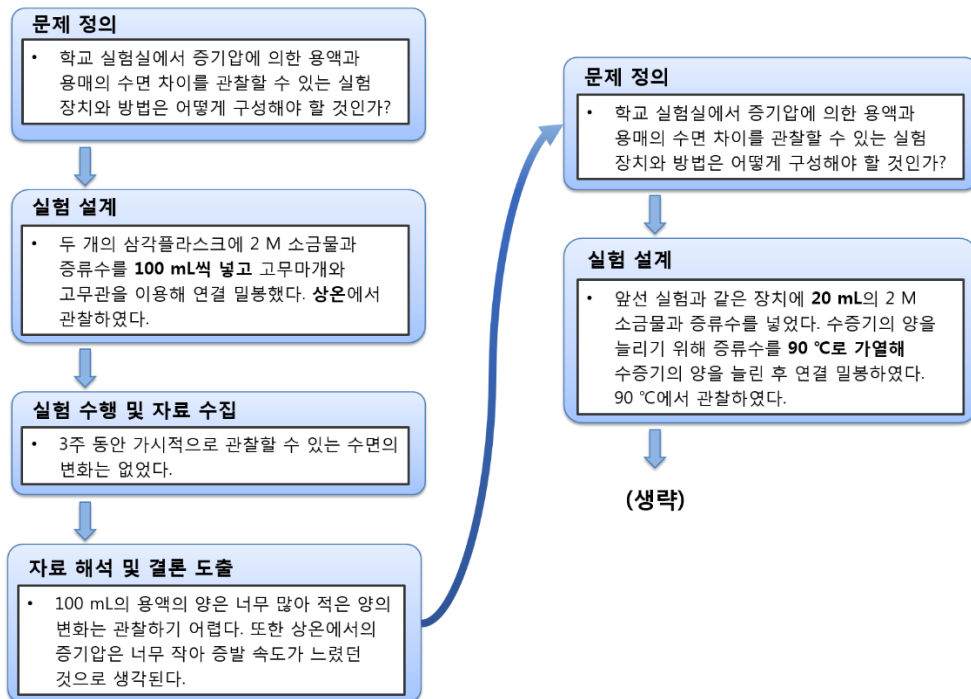 문제 정의
• 학교 실험실에서 증기압에 의한 용액과
용매의 수면 차이를 관찰할 수 있는 실험
장치와 방법은 어떻게 구성해야 할 것인가?
실험 설계
• 두 개의 삼각플라스크에 2 M 소금물과
증류수를 100 mL씩 넣고 고무마개와
고무관을 이용해 연결 밀봉했다. 상온에서
관찰하였다.
실험 수행 및 자료 수집
• 3주 동안 가시적으로 관찰할 수 있는 수면의
변화는 없었다.
자료 해석 및 결론 도출
• 100 mL의 용액의 양은 너무 많아 적은 양의
변화는 관찰하기 어렵다. 또한 상온에서의
증기압은 너무 작아 증발 속도가 느렸던
것으로 생각된다.
문제 정의
• 학교 실험실에서 증기압에 의한 용액과
용매의 수면 차이를 관찰할 수 있는 실험
장치와 방법은 어떻게 구성해야 할 것인가?
실험 설계
• 앞선 실험과 같은 장치에 20 mL의 2 M
소금물과 증류수를 넣었다. 수증기의 양을
늘리기 위해 증류수를 90 ℃로 가열해
수증기의 양을 늘린 후 연결 밀봉하였다.
90 ℃에서 관찰하였다.
(생략)